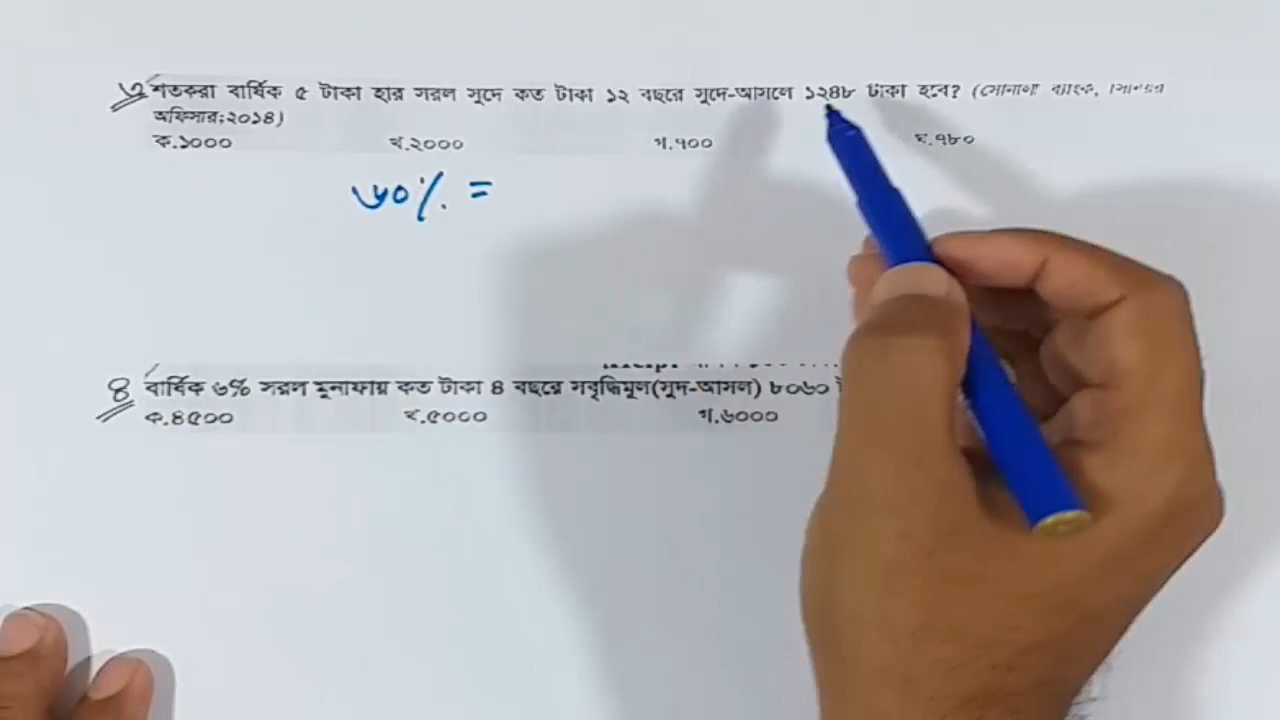 ৩ শতকরা বার্ষিক ৫ টাকা হার সরল সুদে কত টাকা ১২ বছরে সুদে-আসলে ১২৪৮ টাকা হবে? (সোনালী ব্যাংক, সিনিয়র
অফিসার:২০১৪)
ক.১০০০ খ.২০০০ গ.৭০০ ঘ.৭৮০
৬০% =
৪ বার্ষিক ৬% সরল মুনাফায় কত টাকা ৪ বছরে সবৃদ্ধিমূল(সুদ-আসল) ৮০৬০
ক.৪৫০০ খ.৫০০০ গ.৬০০০